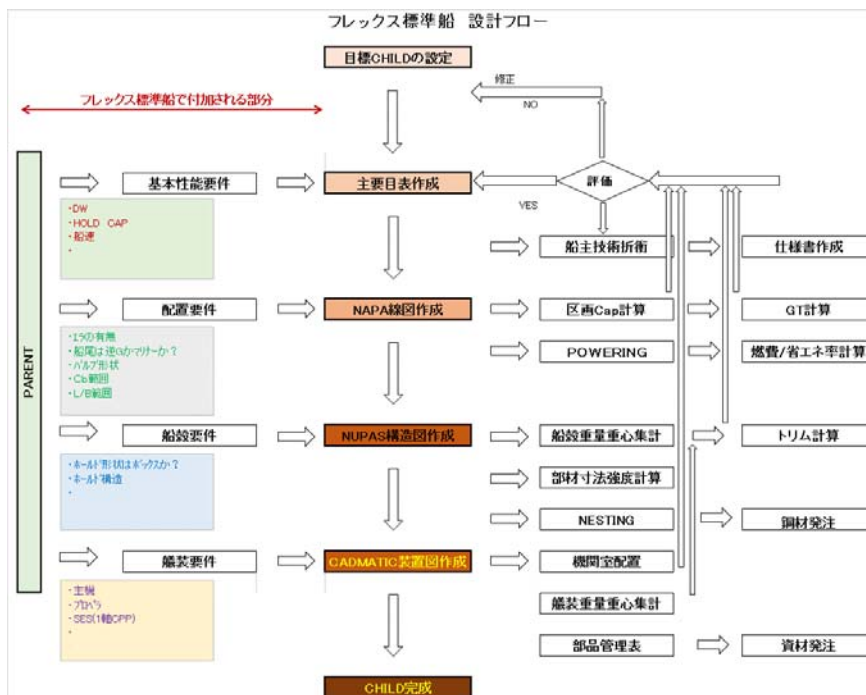 フレックス標準船 設計フロー
目標CHILDの設定
修正
NO
フレックス標準船で付加される部分
PARENT
基本性能要件
主要目表作成
評価
・DW
・HOLD CAP
・船速
・
YES
船主技術折衝
仕様書作成
配置要件
NAPA線図作成
区画Cap計算
GT計算
・エラの有無
・船尾は逆Gかマリナーか?
・バルブ形状
・Cb範囲
・L/B範囲
POWERING
燃費/省エネ率計算
船殻要件
NUPAS構造図作成
船殻重量重心集計
トリム計算
・ホールド形状はボックスか?
・ホールド構造
・
部材寸法強度計算
NESTING
鋼材発注
艤装要件
CADMATIC装置図作成
機関室配置
・主機
・プロペラ
・SES(1軸CPP)
・
艤装重量重心集計
部品管理表
資材発注
CHILD完成